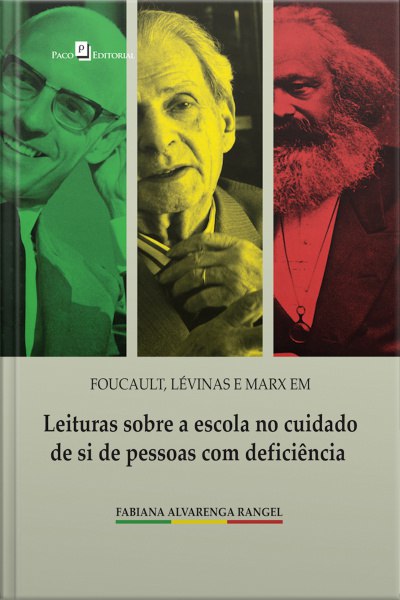 PACO EDITORIAL
P
FOUCAULT, LÉVINAS E MARX EM
Leituras sobre a escola no cuidado
de si de pessoas com deficiência
FABIANA ALVARENGA RANGEL